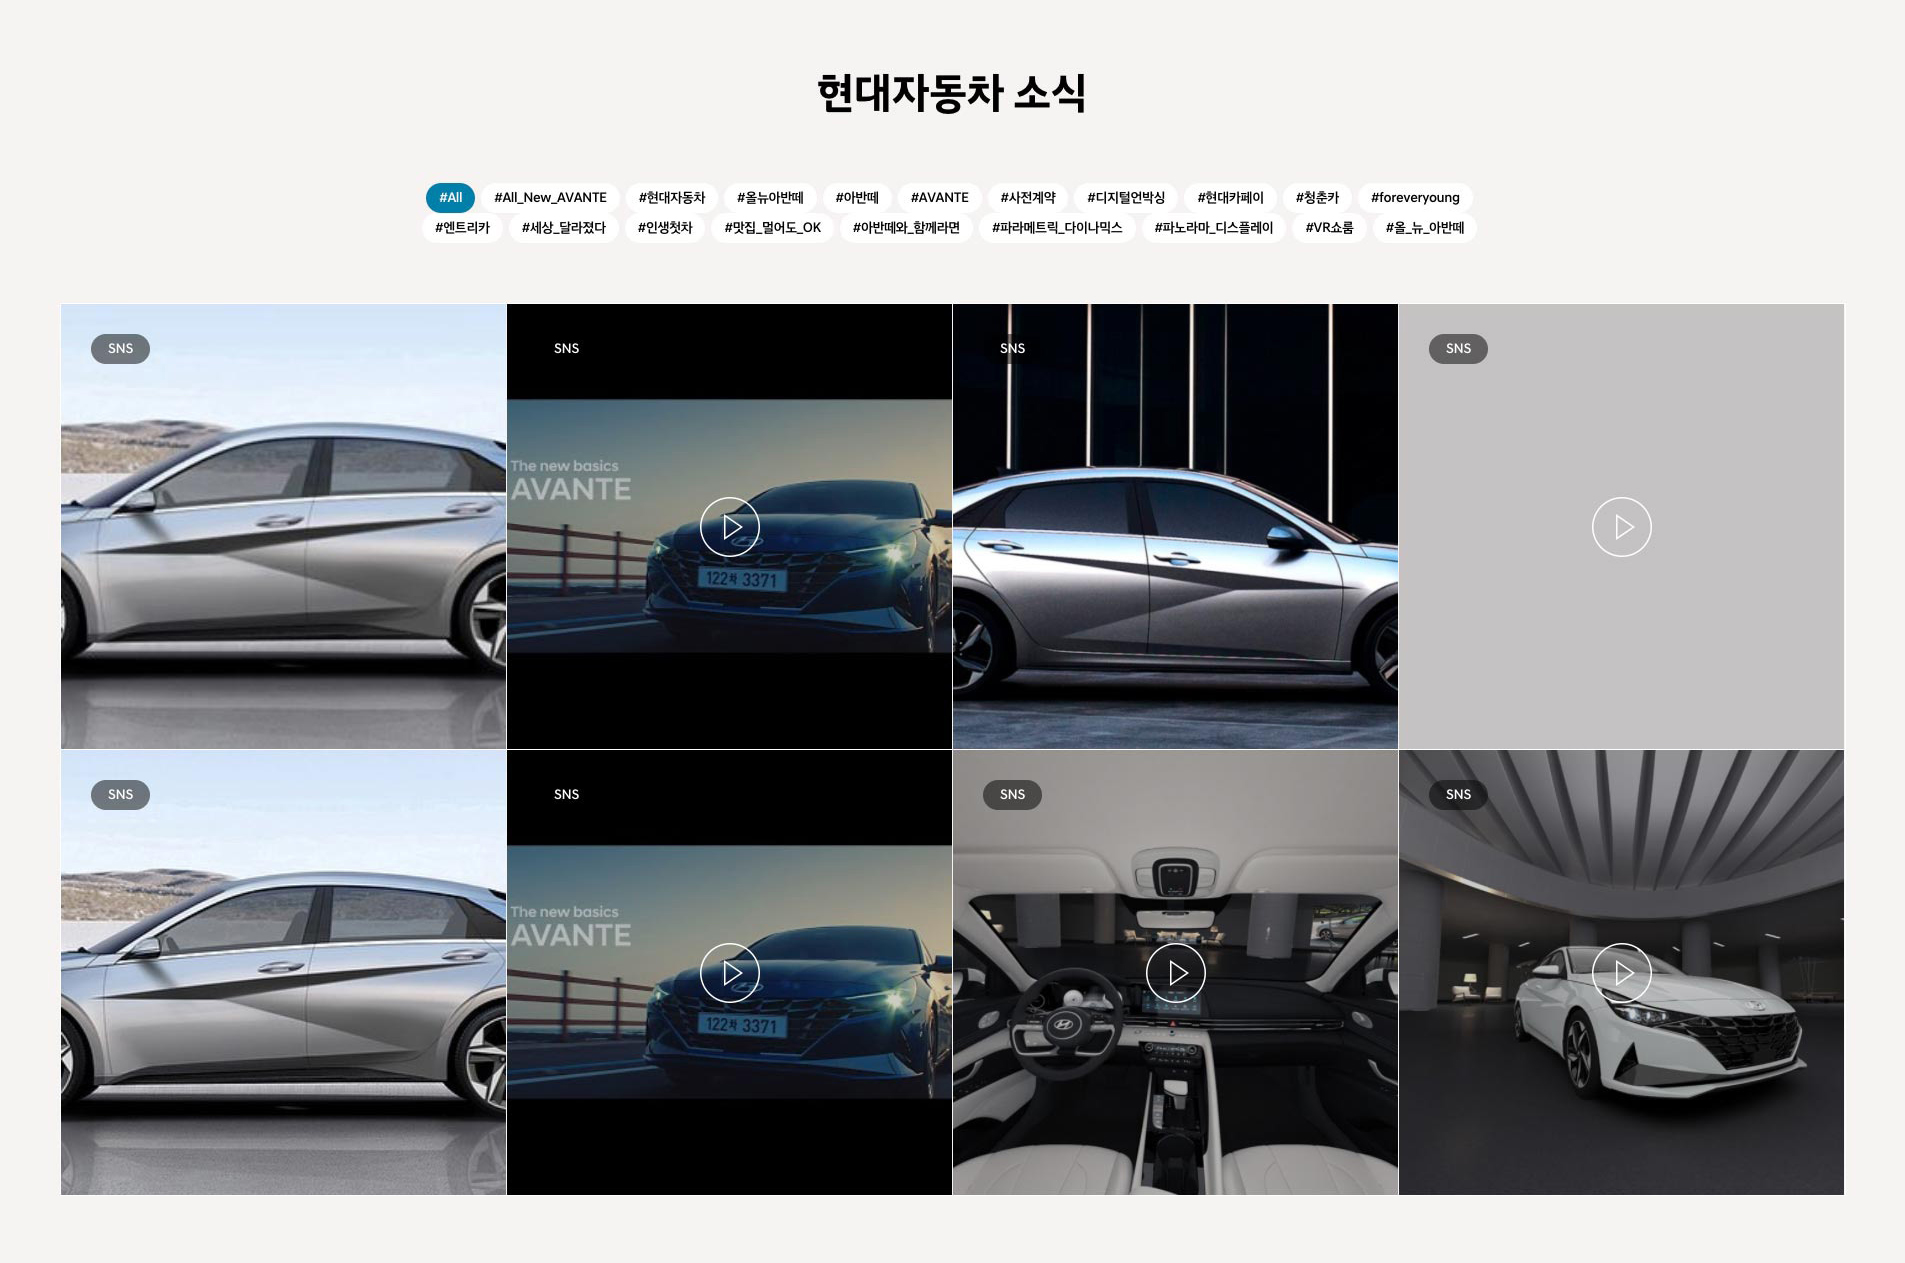 현대자동차 소식
#All #All_New_AVANTE #현대자동차 #올뉴아반떼 #아반떼 #AVANTE #사전계약 #디지털언박싱 #현대카페이 #청춘카 #foreveryoung
#엔트리카 #세상_달라졌다 #인생첫차 #맛집_멀어도_OK #아반떼와_함께라면 #파라메트릭_다이나믹스 #파노라마_디스플레이 #VR쇼룸 #올_뉴_아반떼
SNS
SNS
The new basics
AVANTE
122차 3371
SNS
SNS
SNS
SNS
The new basics
AVANTE
122차 3371
SNS
SNS